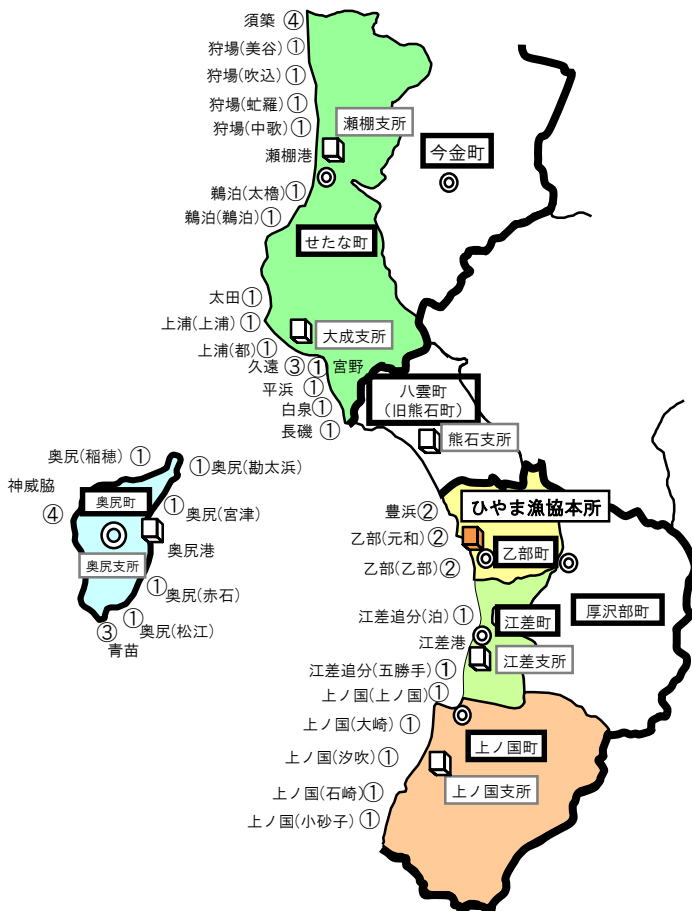 須築④
狩場(美谷)①
狩場(吹込)①
狩場(虻羅)①
狩場(中歌)①
瀬棚支所
瀬棚港
今金町
鵜泊(太櫓)①
鵜泊(鵜泊)①
せたな町
太田①
上浦(上浦)①
大成支所
上浦(都)①
久遠③①宮野
平浜①
白泉①
長磯①
八雲町
(旧熊石町)
熊石支所
奥尻(稲穂)①
①奥尻(勘太浜)
神威脇
④
奥尻町
①
奥尻(宮津)
奥尻港
奥尻支所
①
奥尻(赤石)
①
奥尻(松江)
③
青苗
ひやま漁協本所
豊浜②
乙部(元和)②
乙部町
乙部(乙部)②
厚沢部町
江差追分(泊)①
江差町
江差港
江差支所
江差追分(五勝手)①
上ノ国(上ノ国)①
上ノ国(大崎)①
上ノ国町
上ノ国(汐吹)①
上ノ国支所
上ノ国(石崎)①
上ノ国(小砂子)①